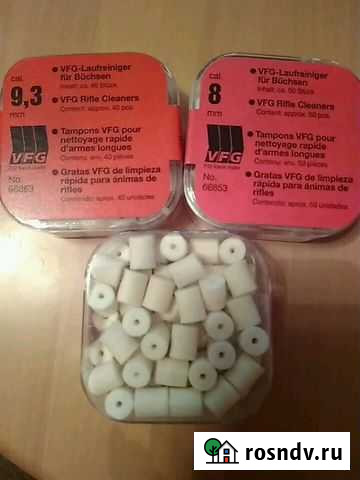 cal.
9,3
mm
VFG
No.
66863
• VFG-Laufreiniger
für Büchsen
Inhalt: ca. 40 Stück
• VFG Rifle Cleaners
Content: approx. 40 pcs.
• Tampons VFG pour
nettoyage rapide
d'armes longues
Contenu: env. 40 pièces
• Gratas VFG de limpieza
rápida para ánimas de
rifles
Contenido: aprox. 40 unidades
cal.
8
mm
VFG
No.
66853
• VFG-Laufreiniger
für Büchsen
Inhalt: ca. 50 Stück
• VFG Rifle Cleaners
Content: approx. 50 pcs.
• Tampons VFG pour
nettoyage rapide
d'armes longues
Contenu: env. 50 pièces
• Gratas VFG de limpieza
rápida para ánimas de
rifles
Contenido: aprox. 50 unidades
rosndv.ru